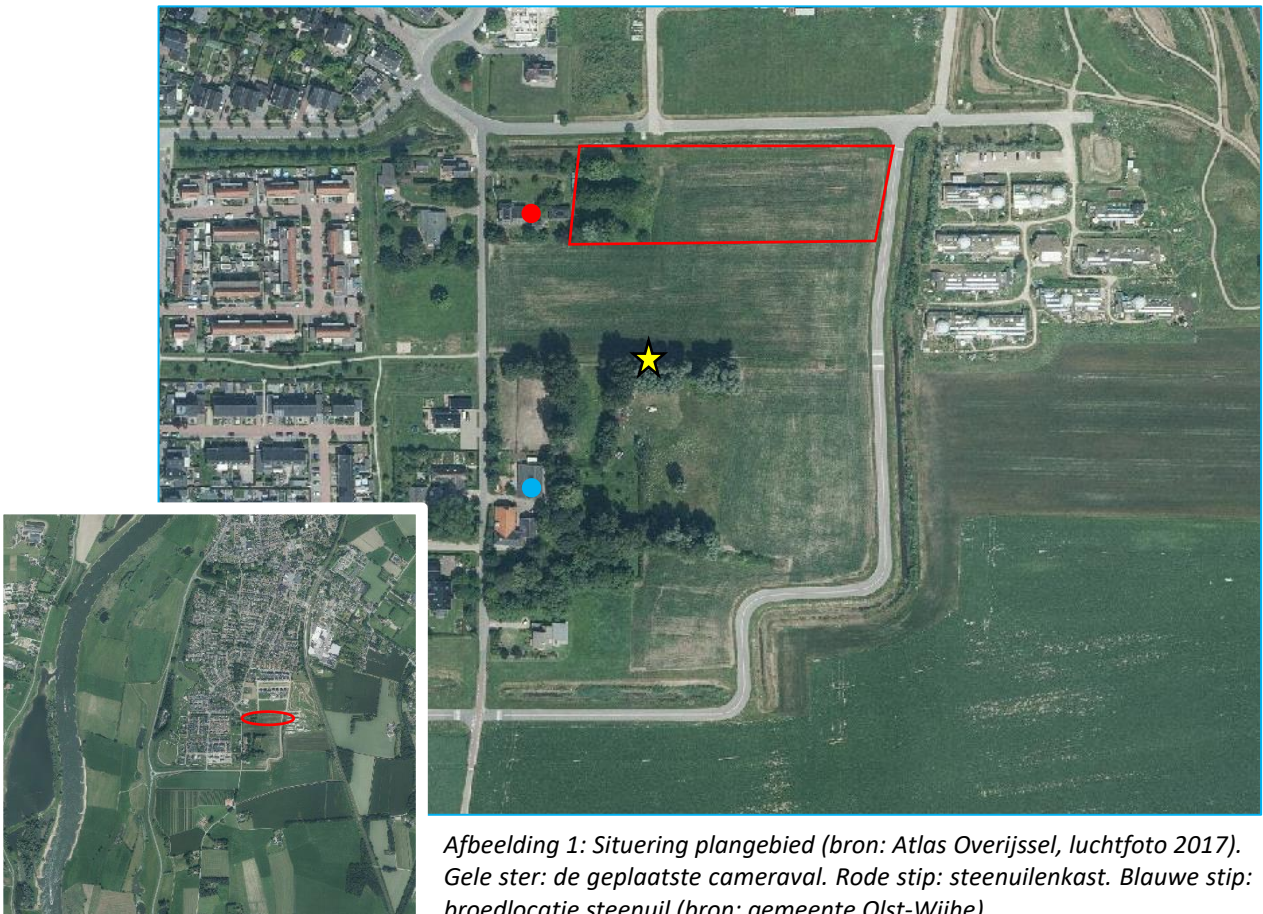 Afbeelding 1: Situering plangebied (bron: Atlas Overijssel, luchtfoto 2017).
Gele ster: de geplaatste cameraval. Rode stip: steenuilenkast. Blauwe stip:
broedlocatie steenuil (bron: gemeente Olst-Wijhe)